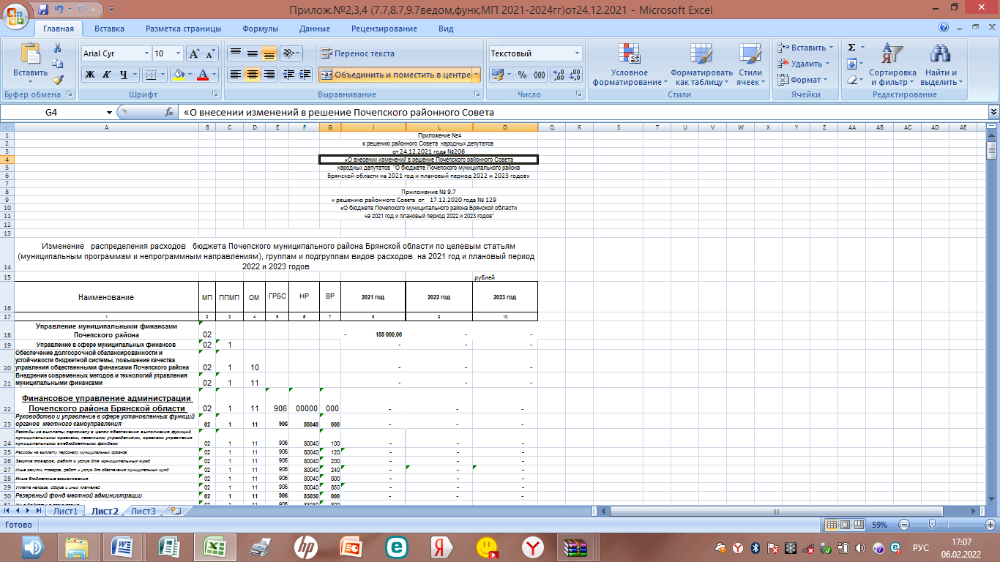 Прилож.№2,3,4 (7.7,8.7,9.7ведом,функ,МП 2021-2024гг)от24.12.2021 - Microsoft Excel
Главная Вставка Разметка страницы Формулы Данные Рецензирование Вид
Вставить
Буфер обмена
Arial Cyr 10
Ж К Ч
Шрифт
Перенос текста
Объединить и поместить в центре
Выравнивание
Текстовый
% 000
Число
Условное форматирование
Форматировать как таблицу
Стили ячеек
Стили
Вставить
Удалить
Формат
Ячейки
Σ
Сортировка и фильтр
Найти и выделить
Редактирование
G4 fx «О внесении изменений в решение Почепского районного Совета
A B C D E F G I L O Q R S T U V W X Y Z AA AB AC AD AE
1 Приложение №4
2 к решению районного Совета народных депутатов
3 от 24.12.2021 года №206
4 «О внесении изменений в решение Почепского районного Совета
5 народных депутатов "О бюджете Почепского муниципального района
6 Брянской области на 2021 год и плановый период 2022 и 2023 годов»
7
8 Приложение № 9.7
9 к решению районного Совета от 17.12.2020 года № 129
10 «О бюджете Почепского муниципального района Брянской области
11 на 2021 год и плановый период 2022 и 2023 годов"
12
13
Изменение распределения расходов бюджета Почепского муниципального района Брянской области по целевым статьям
(муниципальным программам и непрограммным направлениям), группам и подгруппам видов расходов на 2021 год и плановый период
14 2022 и 2023 годов
15 рублей
16 Наименование МП ППМП ОМ ГРБС НР ВР 2021 год 2022 год 2023 год
17 1 2 3 4 5 6 7 8 9 10
Управление муниципальными финансами
18 Почепского района 02 - 189 000,00 - -
19 Управление в сфере муниципальных финансов 02 1 - - -
Обеспечение долгосрочной сбалансированности и
устойчивости бюджетной системы, повышение качества
20 управления общественными финансами Почепского района 02 1 10 - - -
Внедрение современных методов и технологий управления
21 муниципальными финансами 02 1 11 - - -
Финансовое управление администрации
22 Почепского района Брянской области 02 1 11 906 00000 000 - - -
Руководство и управление в сфере установленных функций
23 органов местного самоуправления 02 1 11 906 80040 000 - - -
Расходы на выплаты персоналу в целях обеспечения выполнения функций
муниципальными органами, казенными учреждениями, органами управления
24 муниципальными внебюджетными фондами 02 1 11 906 80040 100 - - -
25 Расходы на выплату персоналу муниципальных органов 02 1 11 906 80040 120 - - -
26 Закупка товаров, работ и услуг для муниципальных нужд 02 1 11 906 80040 200 - - -
27 Иные закупки товаров, работ и услуг для обеспечения муниципальных нужд 02 1 11 906 80040 240 - - -
28 Иные бюджетные ассигнования 02 1 11 906 80040 800 - - -
29 Уплата налогов, сборов и иных платежей 02 1 11 906 80040 850 - - -
30 Резервный фонд местной администрации 02 1 11 906 83030 000 - - -
Лист1 Лист2 Лист3
Готово 59%
РУС 17:07
06.02.2022